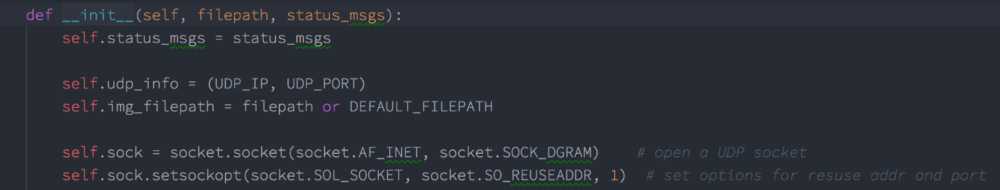 def __init__(self, filepath, status_msgs):
self.status_msgs = status_msgs
self.udp_info = (UDP_IP, UDP_PORT)
self.img_filepath = filepath or DEFAULT_FILEPATH
self.sock = socket.socket(socket.AF_INET, socket.SOCK_DGRAM) # open a UDP socket
self.sock.setsockopt(socket.SOL_SOCKET, socket.SO_REUSEADDR, 1) # set options for resuse addr and port